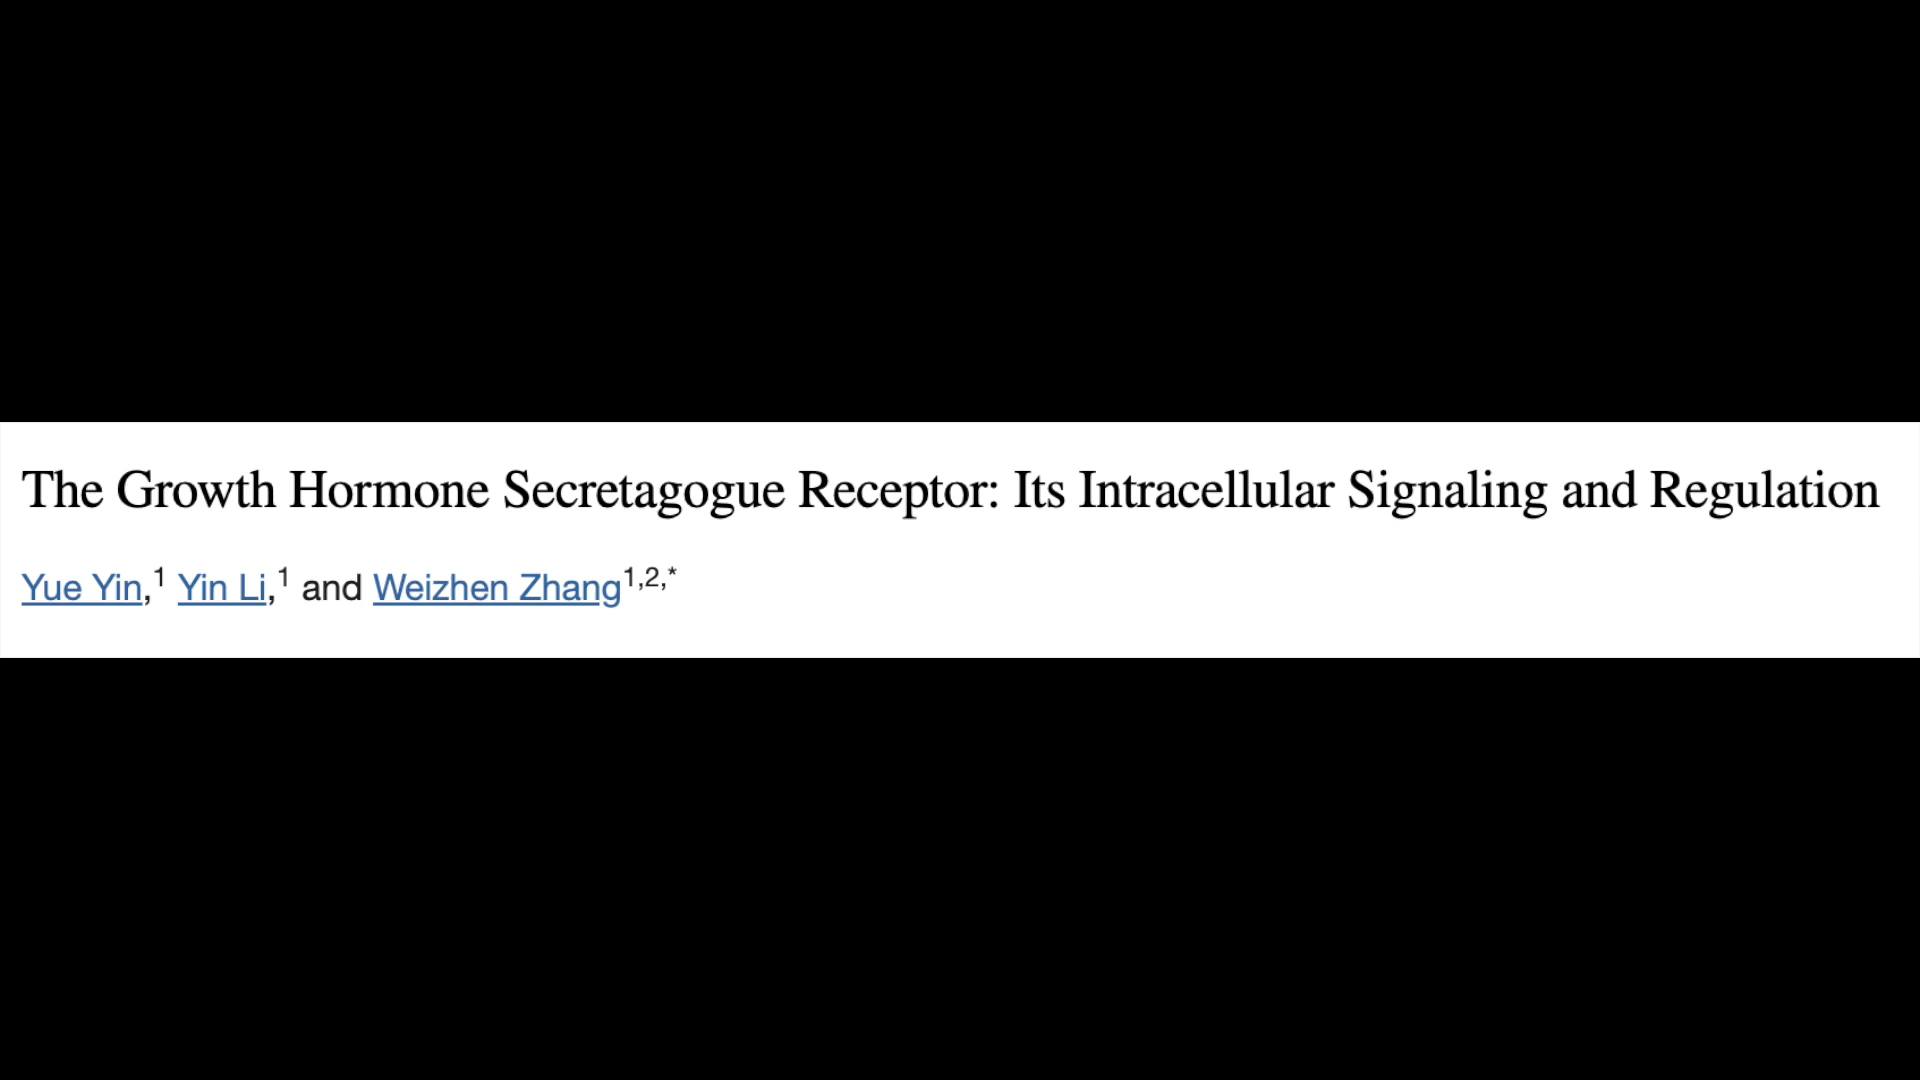 The Growth Hormone Secretagogue Receptor: Its Intracellular Signaling and Regulation
Yue Yin,1 Yin Li,1 and Weizhen Zhang1,2,*